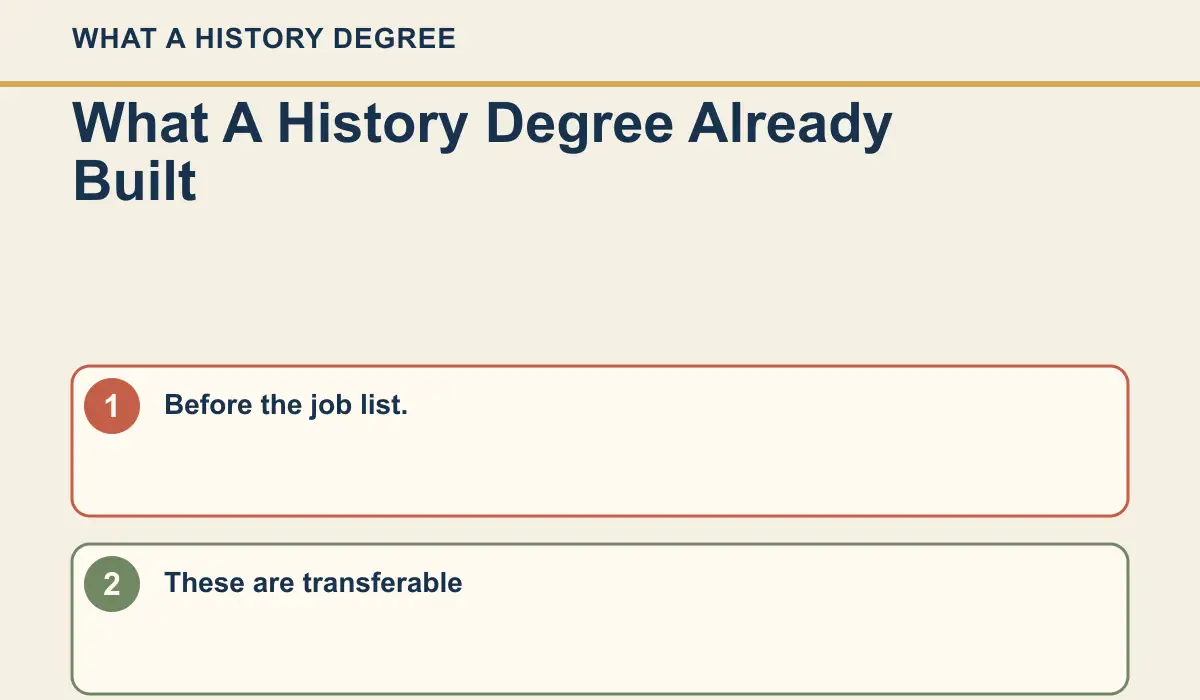 WHAT A HISTORY DEGREE
What A History Degree Already
Built
1
Before the job list.
2
These are transferable